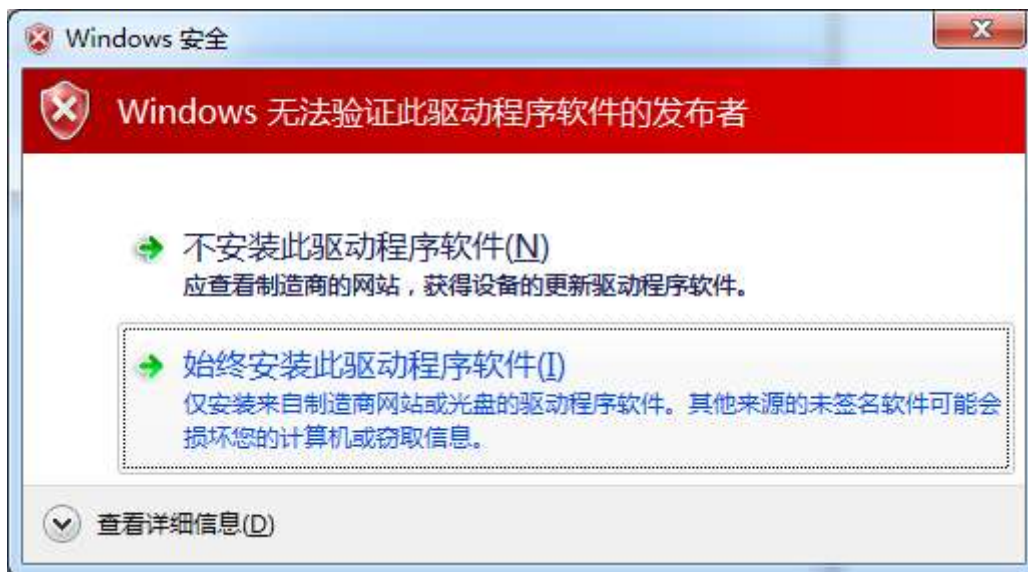 Windows 安全
Windows 无法验证此驱动程序软件的发布者
不安装此驱动程序软件(N)
应查看制造商的网站，获得设备的更新驱动程序软件。
始终安装此驱动程序软件(I)
仅安装来自制造商网站或光盘的驱动程序软件。其他来源的未签名软件可能会
损坏您的计算机或窃取信息。
查看详细信息(D)